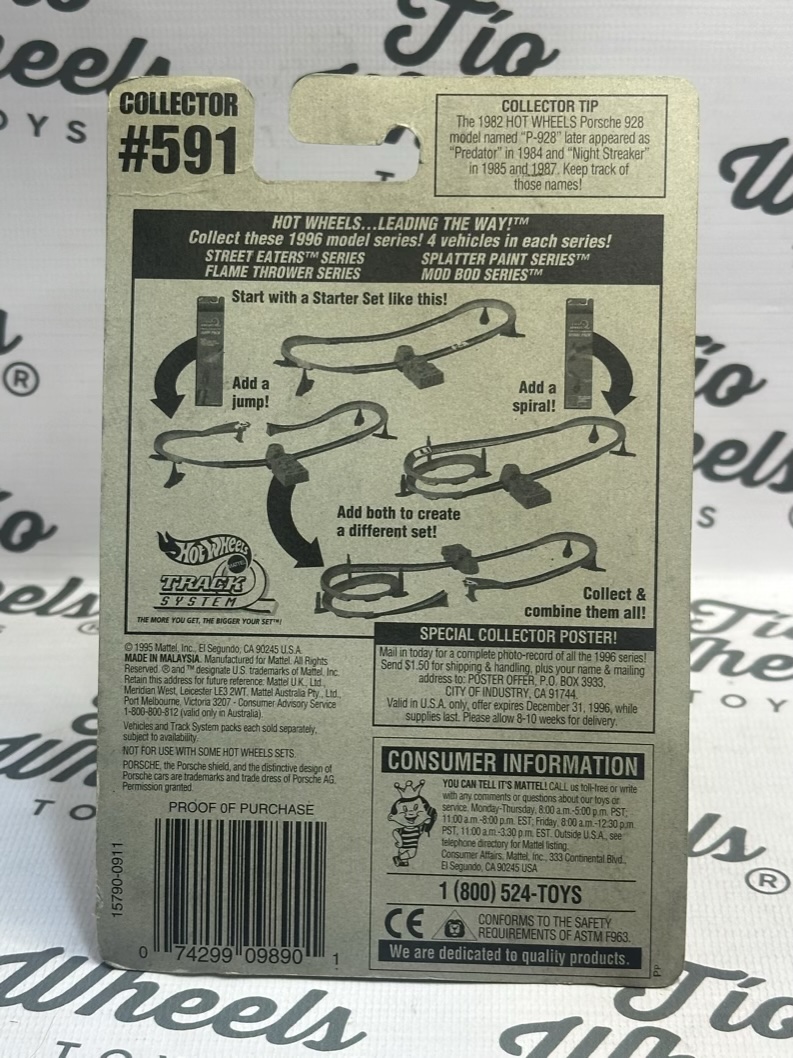 COLLECTOR
#591
COLLECTOR TIP
The 1982 HOT WHEELS Porsche 928
model named "P-928" later appeared as
"Predator" in 1984 and "Night Streaker"
in 1985 and 1987. Keep track of
those names!
HOT WHEELS...LEADING THE WAY!™
Collect these 1996 model series! 4 vehicles in each series!
STREET EATERS™ SERIES
FLAME THROWER SERIES
SPLATTER PAINT SERIES™
MOD BOD SERIES™
Start with a Starter Set like this!
Add a
jump!
Add a
spiral!
Add both to create
a different set!
HOT WHEELS
MATTEL
TRACK
SYSTEM
THE MORE YOU GET, THE BIGGER YOUR SET™!
Collect &
combine them all!
© 1995 Mattel, Inc., El Segundo, CA 90245 U.S.A.
MADE IN MALAYSIA. Manufactured for Mattel. All Rights
Reserved. ® and ™ designate U.S. trademarks of Mattel, Inc.
Retain this address for future reference: Mattel U.K., Ltd.,
Meridian West, Leicester LE3 2WT. Mattel Australia Pty., Ltd.,
Port Melbourne, Victoria 3207 - Consumer Advisory Service
1-800-800-812 (valid only in Australia).
Vehicles and Track System packs each sold separately,
subject to availability.
NOT FOR USE WITH SOME HOT WHEELS SETS.
PORSCHE, the Porsche shield, and the distinctive design of
Porsche cars are trademarks and trade dress of Porsche AG.
Permission granted.
SPECIAL COLLECTOR POSTER!
Mail in today for a complete photo-record of all the 1996 series!
Send $1.50 for shipping & handling, plus your name & mailing
address to: POSTER OFFER, P.O. BOX 3933,
CITY OF INDUSTRY, CA 91744.
Valid in U.S.A. only, offer expires December 31, 1996, while
supplies last. Please allow 8-10 weeks for delivery.
CONSUMER INFORMATION
YOU CAN TELL IT'S MATTEL! CALL us toll-free or write
with any comments or questions about our toys or
service, Monday-Thursday, 8:00 a.m.-5:00 p.m. PST;
11:00 a.m.-8:00 p.m. EST; Friday, 8:00 a.m.-12:30 p.m.
PST, 11:00 a.m.-3:30 p.m. EST. Outside U.S.A., see
telephone directory for Mattel listing.
Consumer Affairs, Mattel, Inc., 333 Continental Blvd.,
El Segundo, CA 90245 USA
1 (800) 524-TOYS
CE
CONFORMS TO THE SAFETY
REQUIREMENTS OF ASTM F963.
We are dedicated to quality products.
PROOF OF PURCHASE
15790-0911
0 74299 09890 1
Tío
Wheels
TOYS
®